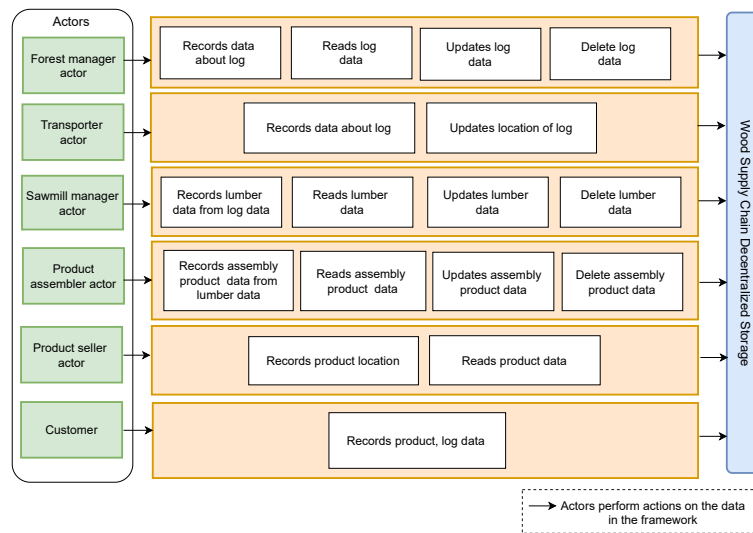 Actors
Forest manager
actor
Records data
about log
Reads log
data
Updates log
data
Delete log
data
Transporter
actor
Records data about log
Updates location of log
Sawmill manager
actor
Records lumber
data from log data
Reads lumber
data
Updates lumber
data
Delete lumber
data
Product
assembler actor
Records assembly
product data from
lumber data
Reads assembly
product data
Updates assembly
product data
Delete assembly
product data
Product seller
actor
Records product location
Reads product data
Customer
Records product, log data
Wood Supply Chain Decentralized Storage
Actors perform actions on the data
in the framework